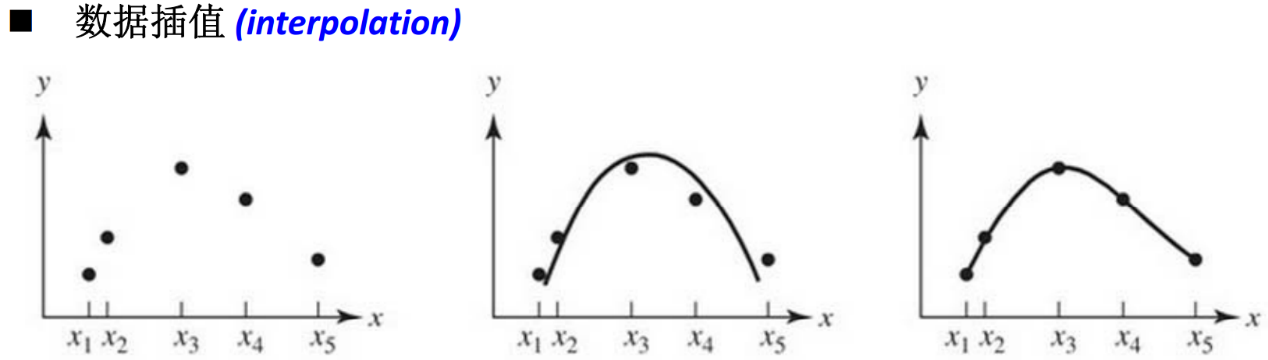 ■ 数据插值 (interpolation)
y y y
x x x
x₁ x₂ x₃ x₄ x₅ x₁ x₂ x₃ x₄ x₅ x₁ x₂ x₃ x₄ x₅